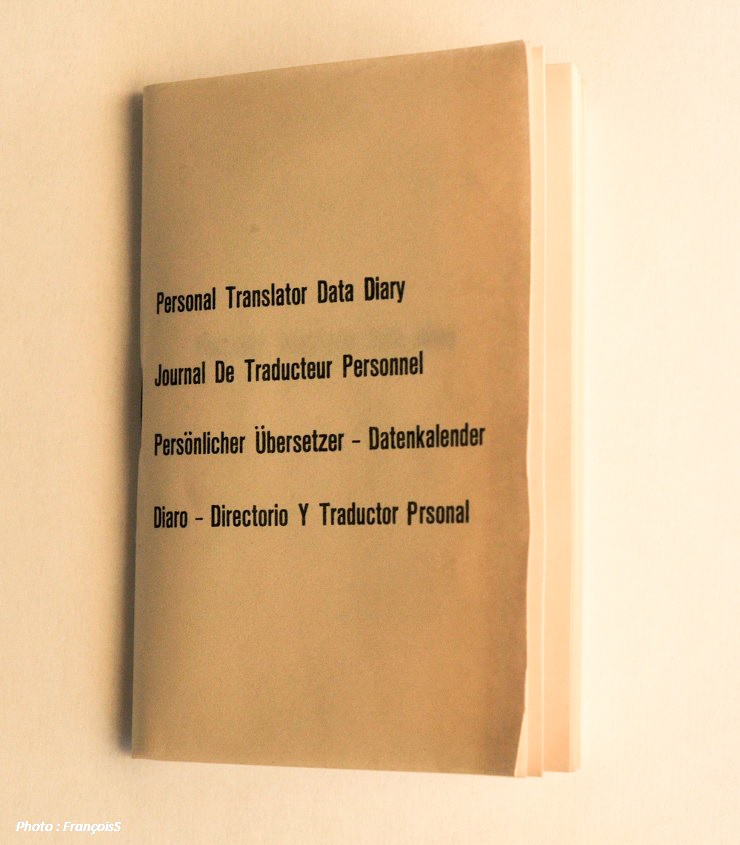 Personal Translator Data Diary
Journal De Traducteur Personnel
Persönlicher Übersetzer - Datenkalender
Diaro - Directorio Y Traductor Prsonal
Photo : FrançoisS